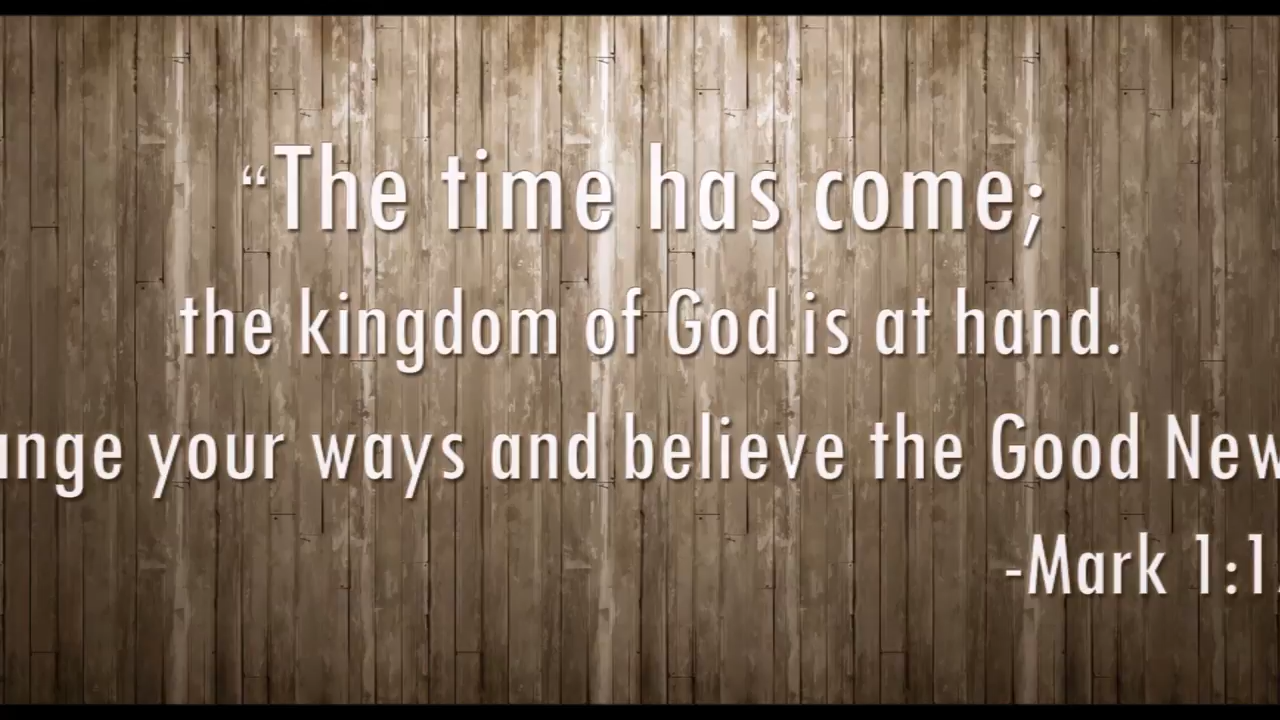 “The time has come;
the kingdom of God is at hand.
ange your ways and believe the Good New
-Mark 1:1